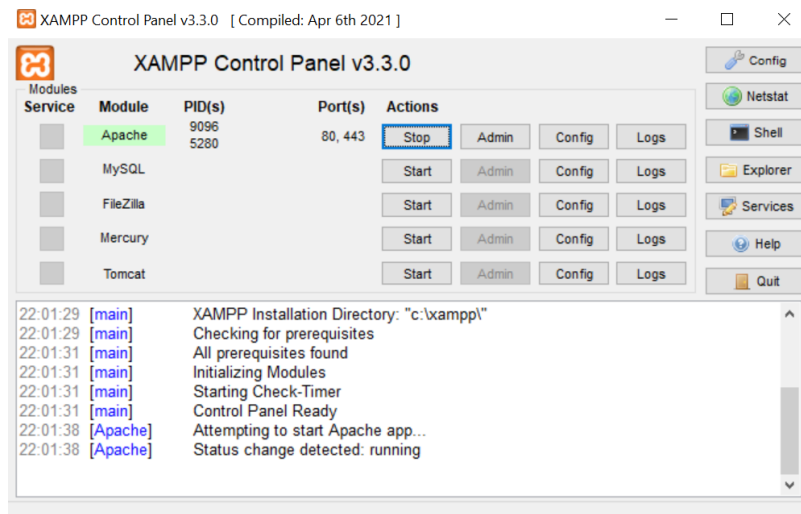 XAMPP Control Panel v3.3.0 [ Compiled: Apr 6th 2021 ]
XAMPP Control Panel v3.3.0
Config
Modules
Service Module PID(s) Port(s) Actions
Netstat
Apache 9096 5280 80, 443 Stop Admin Config Logs
Shell
MySQL Start Admin Config Logs
Explorer
FileZilla Start Admin Config Logs
Services
Mercury Start Admin Config Logs
Help
Tomcat Start Admin Config Logs
Quit
22:01:29 [main] XAMPP Installation Directory: "c:\xampp\"
22:01:29 [main] Checking for prerequisites
22:01:31 [main] All prerequisites found
22:01:31 [main] Initializing Modules
22:01:31 [main] Starting Check-Timer
22:01:31 [main] Control Panel Ready
22:01:38 [Apache] Attempting to start Apache app...
22:01:38 [Apache] Status change detected: running